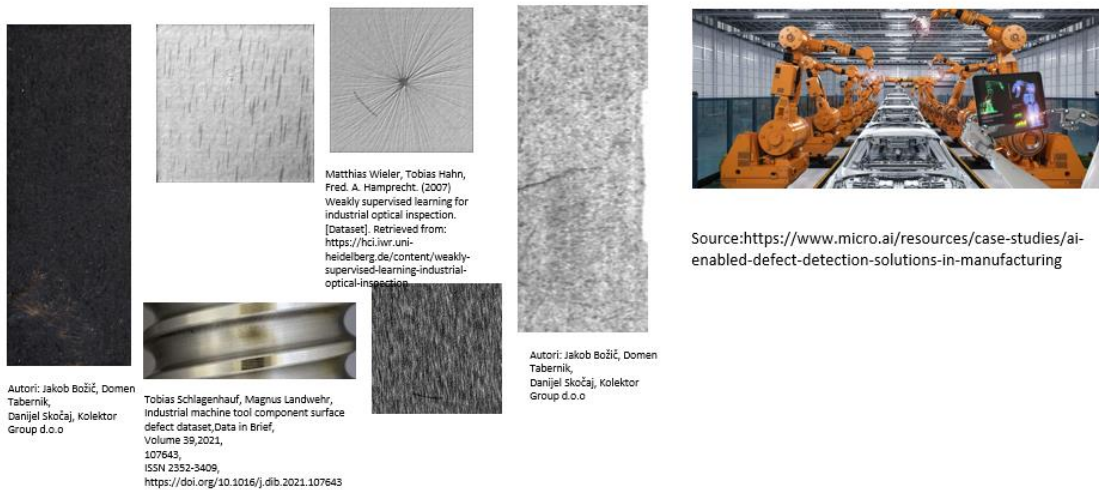 Matthias Wieler, Tobias Hahn,
Fred. A. Hamprecht. (2007)
Weakly supervised learning for
industrial optical inspection.
[Dataset]. Retrieved from:
https://hci.iwr.uni-
heidelberg.de/content/weakly-
supervised-learning-industrial-
optical-inspection
Source:https://www.micro.ai/resources/case-studies/ai-
enabled-defect-detection-solutions-in-manufacturing
Autori: Jakob Božič, Domen
Tabernik,
Danijel Skočaj, Kolektor
Group d.o.o
Tobias Schlagenhauf, Magnus Landwehr,
Industrial machine tool component surface
defect dataset,Data in Brief,
Volume 39,2021,
107643,
ISSN 2352-3409,
https://doi.org/10.1016/j.dib.2021.107643
Autori: Jakob Božič, Domen
Tabernik,
Danijel Skočaj, Kolektor
Group d.o.o